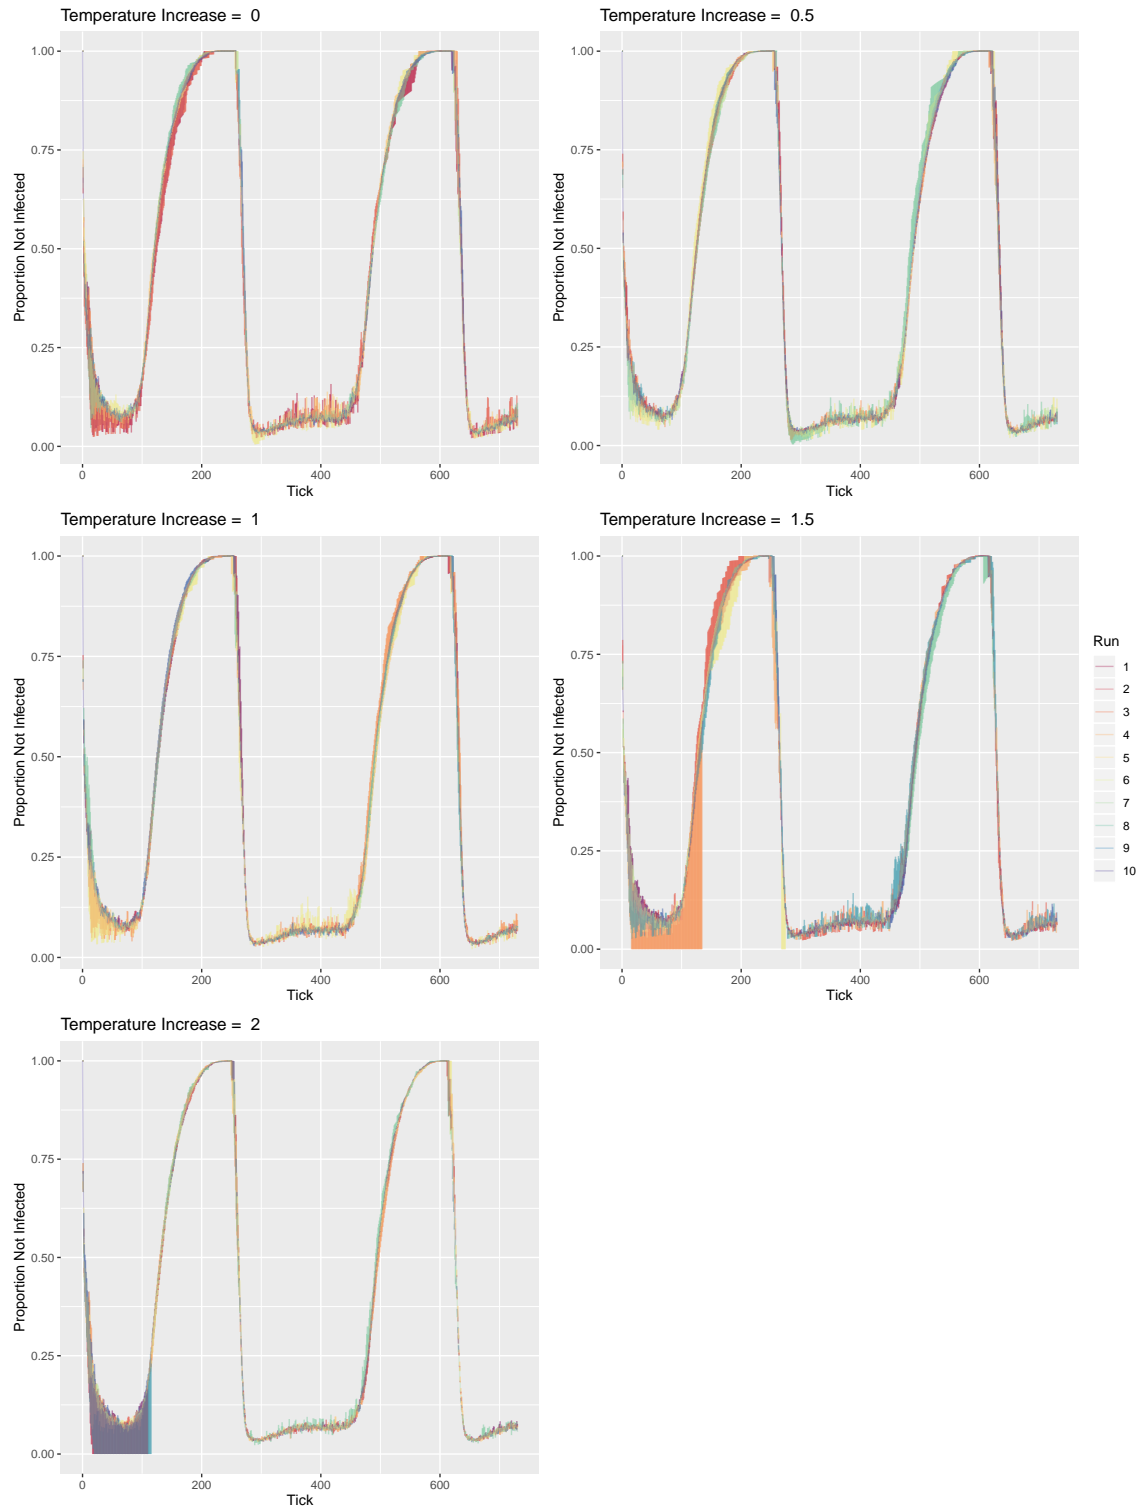 Temperature Increase =  0
Proportion Not Infected
1.00
0.75
0.50
0.25
0.00
0 200 400 600
Tick
Temperature Increase =  0.5
Proportion Not Infected
1.00
0.75
0.50
0.25
0.00
0 200 400 600
Tick
Temperature Increase =  1
Proportion Not Infected
1.00
0.75
0.50
0.25
0.00
0 200 400 600
Tick
Temperature Increase =  1.5
Proportion Not Infected
1.00
0.75
0.50
0.25
0.00
0 200 400 600
Tick
Run
1
2
3
4
5
6
7
8
9
10
Temperature Increase =  2
Proportion Not Infected
1.00
0.75
0.50
0.25
0.00
0 200 400 600
Tick